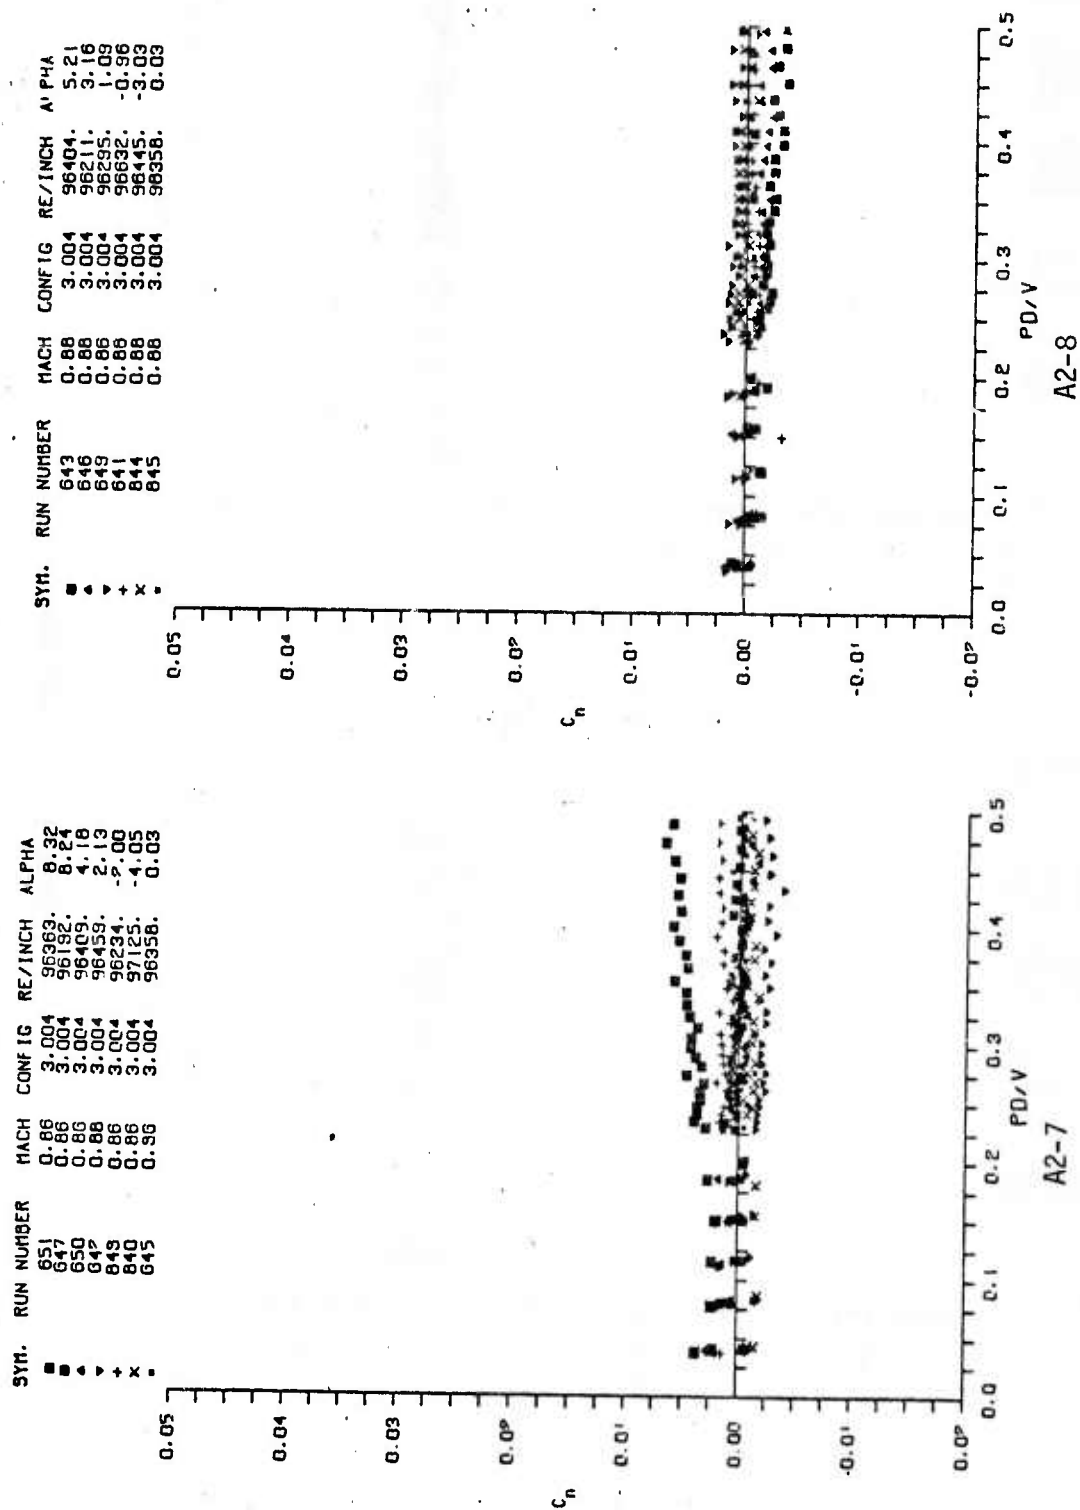 SYM. RUN NUMBER MACH CONFIG RE/INCH ALPHA
651 0.86 3.004 96363. 8.32
647 0.86 3.004 96192. 8.24
650 0.86 3.004 96409. 4.18
0.88 3.004 96459. 2.13
0.86 3.004 96234.
840 0.86 3.004 97125. -4.05
645 3.004 96358. 0.03
0.05
0.04
0.03
0.01
0.00
-0.01
Cn
0.0 0.1 0.2 0.3 0.4 0.5
PD/V
A2-7
SYM. RUN NUMBER MACH CONFIG RE/INCH
643 0.88 3.004 96404. 5.21
646 0.88 3.004 96211. 3.16
649 0.86 3.004 96295. 1.09
641 0.86 3.004 96632. -0.96
844 0.88 3.004 96445. -3.03
845 0.88 3.004 0.03
0.05
0.04
0.03
0.01
0.00
-0.01
Cn
0.0 0.1 0.2 0.3 0.4 0.5
PD/V
A2-8